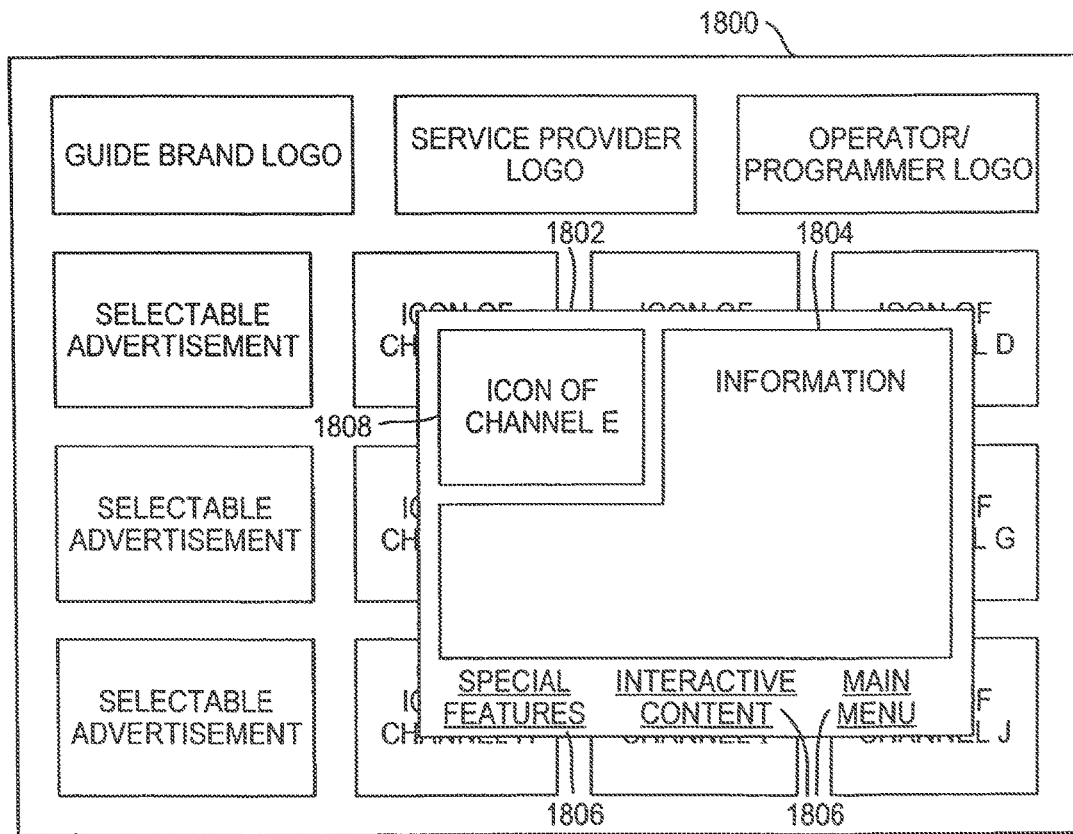 1800
GUIDE BRAND LOGO
SERVICE PROVIDER
LOGO
OPERATOR/
PROGRAMMER LOGO
1802
1804
SELECTABLE
ADVERTISEMENT
D
ICON OF
CHANNEL E
INFORMATION
1808
SELECTABLE
ADVERTISEMENT
G
SELECTABLE
ADVERTISEMENT
CHANNEL J
SPECIAL
FEATURES
INTERACTIVE
CONTENT
MAIN
MENU
1806
1806